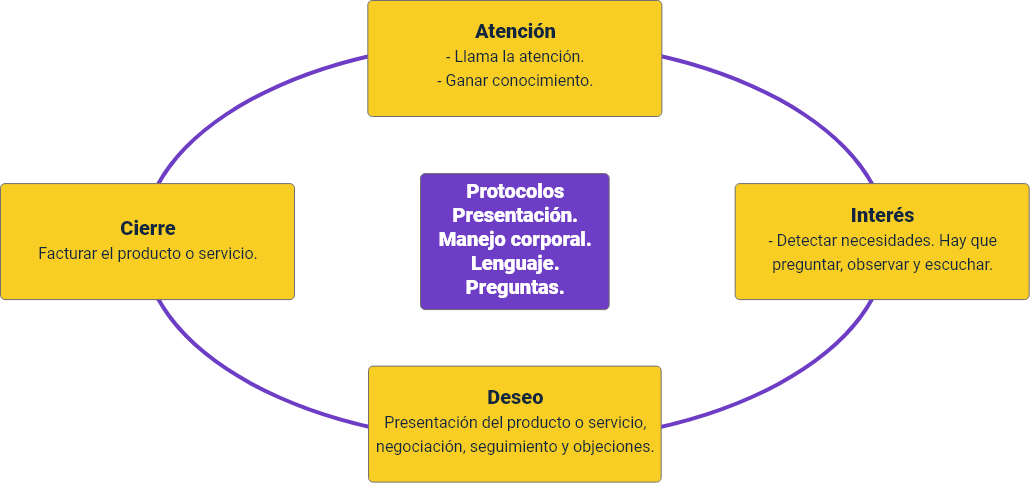 Atención
- Llama la atención.
- Ganar conocimiento.
Protocolos
Presentación.
Manejo corporal.
Lenguaje.
Preguntas.
Cierre
Facturar el producto o servicio.
Interés
- Detectar necesidades. Hay que
preguntar, observar y escuchar.
Deseo
Presentación del producto o servicio,
negociación, seguimiento y objeciones.